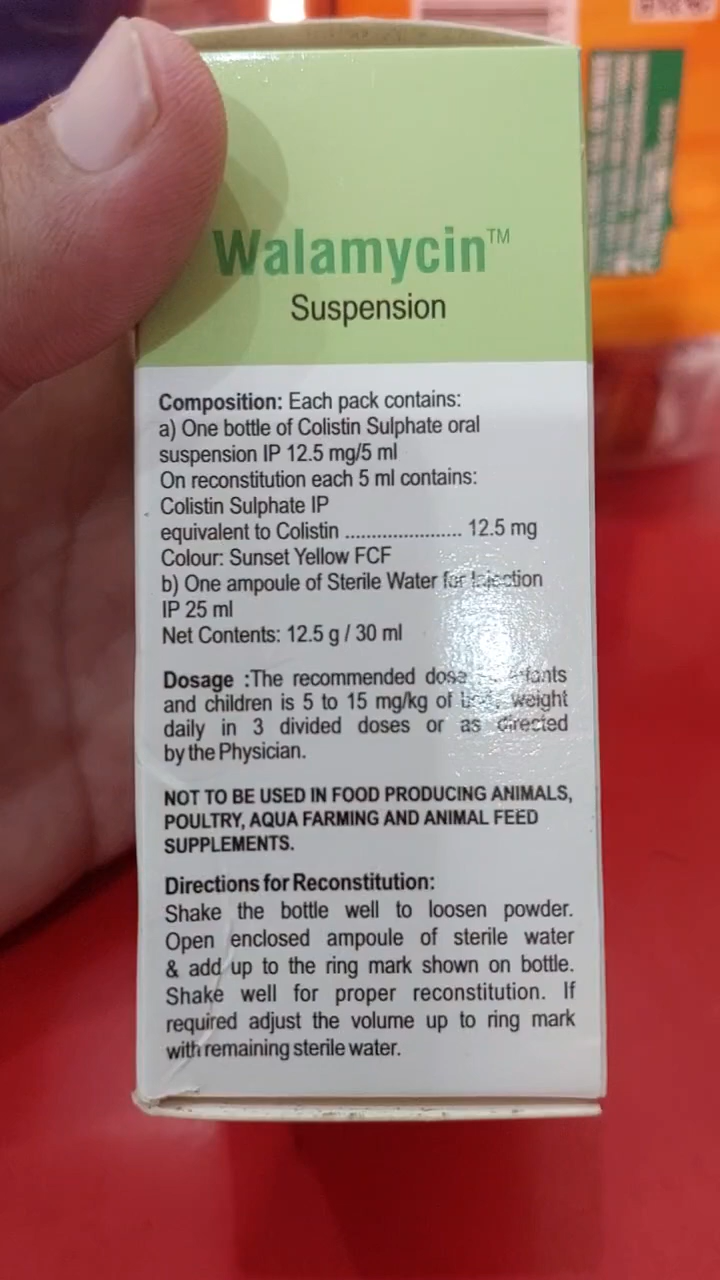 Walamycin™
Suspension
Composition: Each pack contains:
a) One bottle of Colistin Sulphate oral
suspension IP 12.5 mg/5 ml
On reconstitution each 5 ml contains:
Colistin Sulphate IP
equivalent to Colistin ...................... 12.5 mg
Colour: Sunset Yellow FCF
b) One ampoule of Sterile Water for Injection
IP 25 ml
Net Contents: 12.5 g / 30 ml
Dosage :The recommended dose infants
and children is 5 to 15 mg/kg of weight
daily in 3 divided doses or as directed
by the Physician.
NOT TO BE USED IN FOOD PRODUCING ANIMALS,
POULTRY, AQUA FARMING AND ANIMAL FEED
SUPPLEMENTS.
Directions for Reconstitution:
Shake the bottle well to loosen powder.
Open enclosed ampoule of sterile water
& add up to the ring mark shown on bottle.
Shake well for proper reconstitution. If
required adjust the volume up to ring mark
with remaining sterile water.